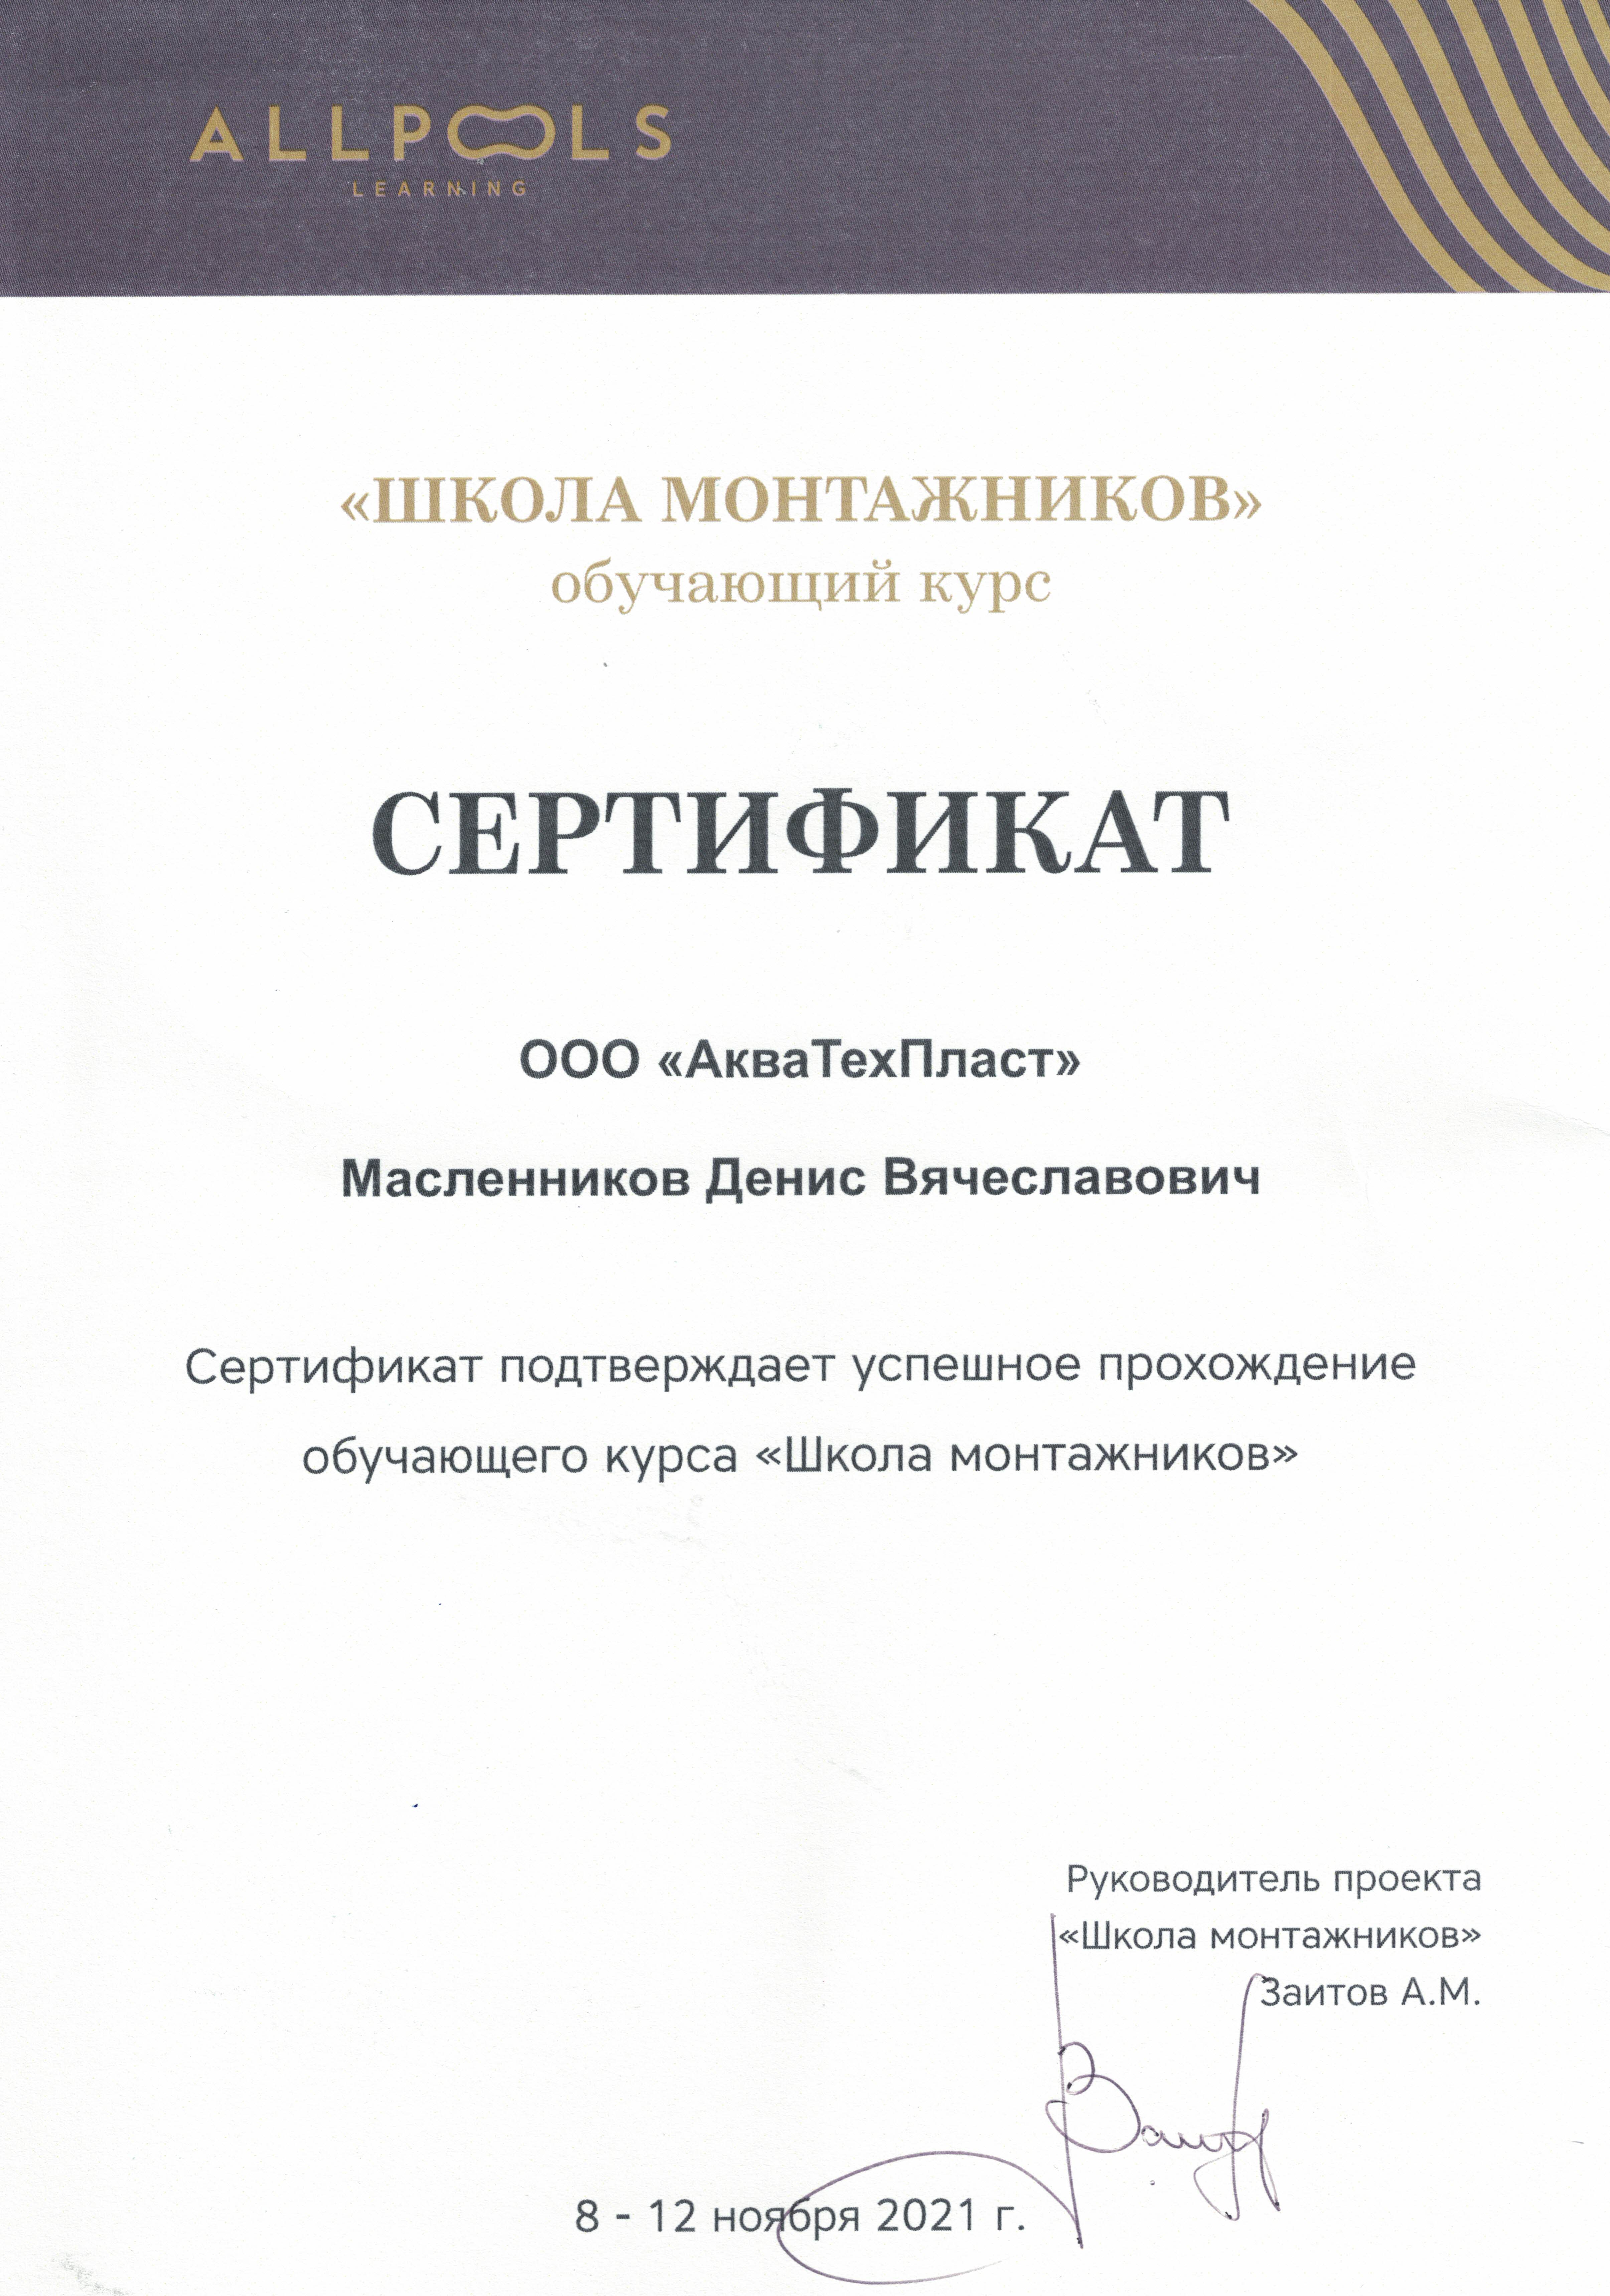 ALLPOOLS
LEARNING
«ШКОЛА МОНТАЖНИКОВ»
обучающий курс
СЕРТИФИКАТ
ООО «АкваТехПласт»
Масленников Денис Вячеславович
Сертификат подтверждает успешное прохождение
обучающего курса «Школа монтажников»
Руководитель проекта
«Школа монтажников»
Заитов А.М.
8 - 12 ноября 2021 г.